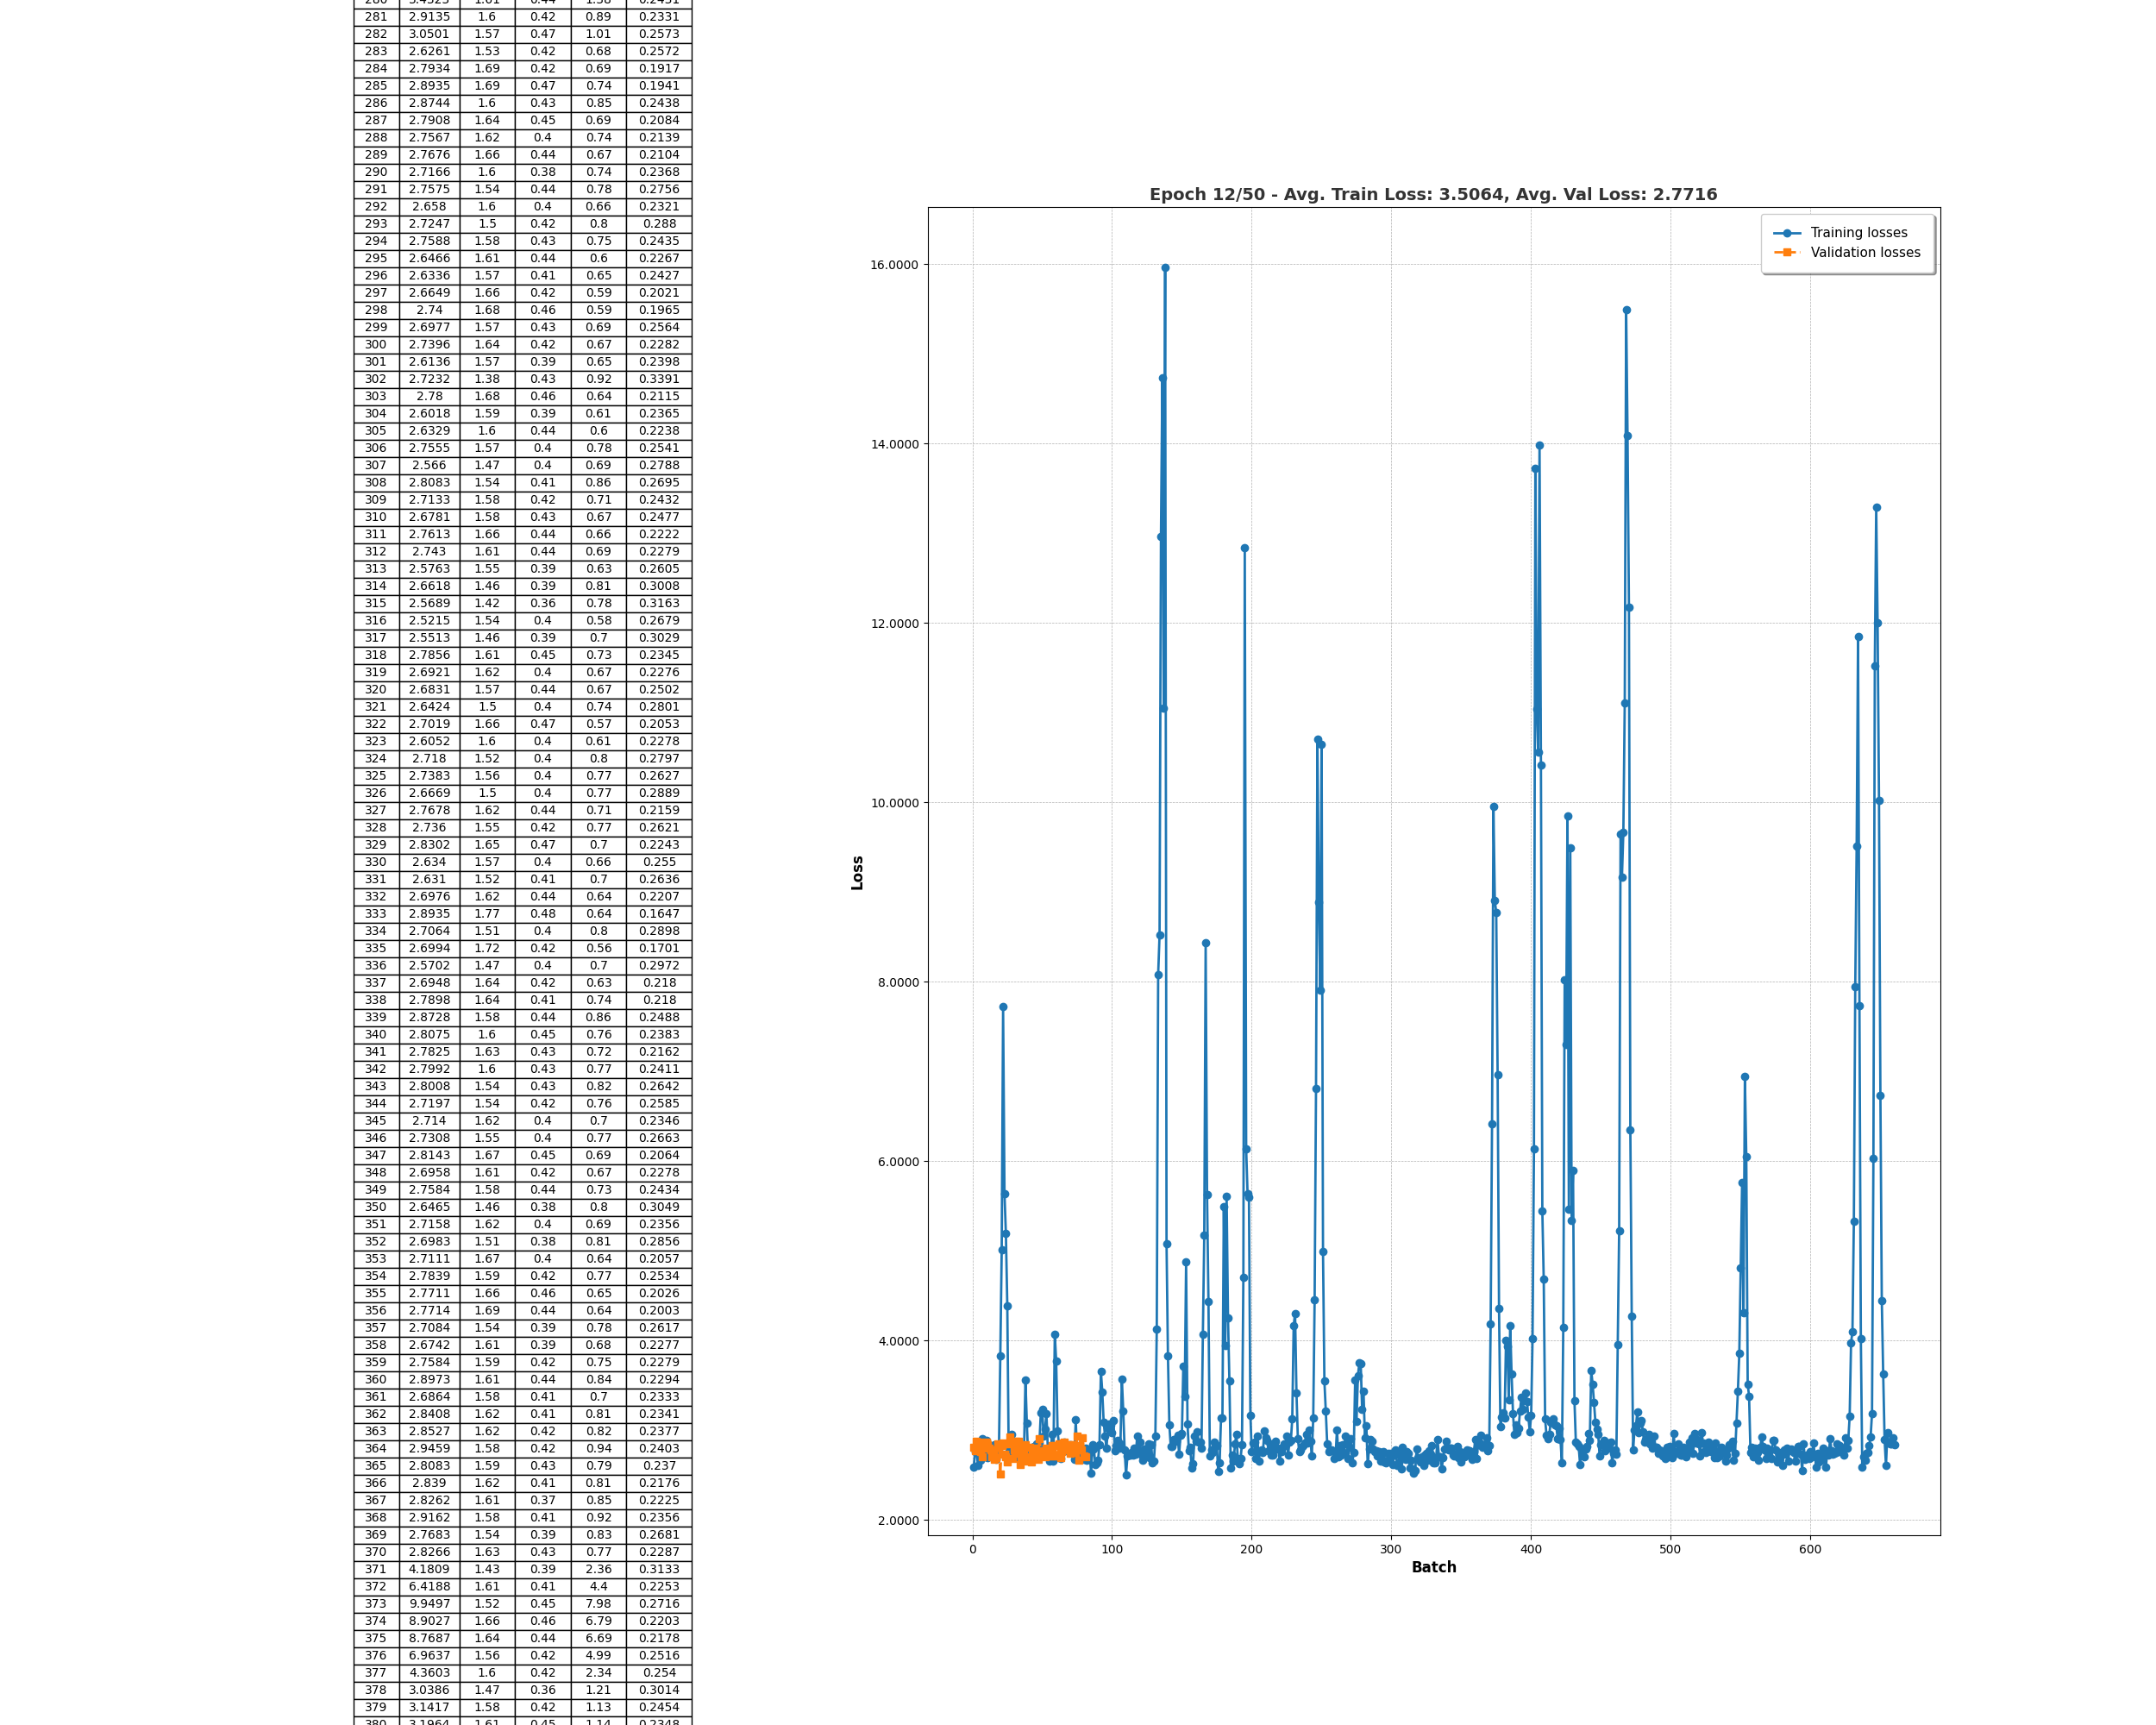 281 2.9135 1.6 0.42 0.89 0.2331
282 3.0501 1.57 0.47 1.01 0.2573
283 2.6261 1.53 0.42 0.68 0.2572
284 2.7934 1.69 0.42 0.69 0.1917
285 2.8935 1.69 0.47 0.74 0.1941
286 2.8744 1.6 0.43 0.85 0.2438
287 2.7908 1.64 0.45 0.69 0.2084
288 2.7567 1.62 0.4 0.74 0.2139
289 2.7676 1.66 0.44 0.67 0.2104
290 2.7166 1.6 0.38 0.74 0.2368
291 2.7575 1.54 0.44 0.78 0.2756
292 2.658 1.6 0.4 0.66 0.2321
293 2.7247 1.5 0.42 0.8 0.288
294 2.7588 1.58 0.43 0.75 0.2435
295 2.6466 1.61 0.44 0.6 0.2267
296 2.6336 1.57 0.41 0.65 0.2427
297 2.6649 1.66 0.42 0.59 0.2021
298 2.74 1.68 0.46 0.59 0.1965
299 2.6977 1.57 0.43 0.69 0.2564
300 2.7396 1.64 0.42 0.67 0.2282
301 2.6136 1.57 0.39 0.65 0.2398
302 2.7232 1.38 0.43 0.92 0.3391
303 2.78 1.68 0.46 0.64 0.2115
304 2.6018 1.59 0.39 0.61 0.2365
305 2.6329 1.6 0.44 0.6 0.2238
306 2.7555 1.57 0.4 0.78 0.2541
307 2.566 1.47 0.4 0.69 0.2788
308 2.8083 1.54 0.41 0.86 0.2695
309 2.7133 1.58 0.42 0.71 0.2432
310 2.6781 1.58 0.43 0.67 0.2477
311 2.7613 1.66 0.44 0.66 0.2222
312 2.743 1.61 0.44 0.69 0.2279
313 2.5763 1.55 0.39 0.63 0.2605
314 2.6618 1.46 0.39 0.81 0.3008
315 2.5689 1.42 0.36 0.78 0.3163
316 2.5215 1.54 0.4 0.58 0.2679
317 2.5513 1.46 0.39 0.7 0.3029
318 2.7856 1.61 0.45 0.73 0.2345
319 2.6921 1.62 0.4 0.67 0.2276
320 2.6831 1.57 0.44 0.67 0.2502
321 2.6424 1.5 0.4 0.74 0.2801
322 2.7019 1.66 0.47 0.57 0.2053
323 2.6052 1.6 0.4 0.61 0.2278
324 2.718 1.52 0.4 0.8 0.2797
325 2.7383 1.56 0.4 0.77 0.2627
326 2.6669 1.5 0.4 0.77 0.2889
327 2.7678 1.62 0.44 0.71 0.2159
328 2.736 1.55 0.42 0.77 0.2621
329 2.8302 1.65 0.47 0.7 0.2243
330 2.634 1.57 0.4 0.66 0.255
331 2.631 1.52 0.41 0.7 0.2636
332 2.6976 1.62 0.44 0.64 0.2207
333 2.8935 1.77 0.48 0.64 0.1647
334 2.7064 1.51 0.4 0.8 0.2898
335 2.6994 1.72 0.42 0.56 0.1701
336 2.5702 1.47 0.4 0.7 0.2972
337 2.6948 1.64 0.42 0.63 0.218
338 2.7898 1.64 0.41 0.74 0.218
339 2.8728 1.58 0.44 0.86 0.2488
340 2.8075 1.6 0.45 0.76 0.2383
341 2.7825 1.63 0.43 0.72 0.2162
342 2.7992 1.6 0.43 0.77 0.2411
343 2.8008 1.54 0.43 0.82 0.2642
344 2.7197 1.54 0.42 0.76 0.2585
345 2.714 1.62 0.4 0.7 0.2346
346 2.7308 1.55 0.4 0.77 0.2663
347 2.8143 1.67 0.45 0.69 0.2064
348 2.6958 1.61 0.42 0.67 0.2278
349 2.7584 1.58 0.44 0.73 0.2434
350 2.6465 1.46 0.38 0.8 0.3049
351 2.7158 1.62 0.4 0.69 0.2356
352 2.6983 1.51 0.38 0.81 0.2856
353 2.7111 1.67 0.4 0.64 0.2057
354 2.7839 1.59 0.42 0.77 0.2534
355 2.7711 1.66 0.46 0.65 0.2026
356 2.7714 1.69 0.44 0.64 0.2003
357 2.7084 1.54 0.39 0.78 0.2617
358 2.6742 1.61 0.39 0.68 0.2277
359 2.7584 1.59 0.42 0.75 0.2279
360 2.8973 1.61 0.44 0.84 0.2294
361 2.6864 1.58 0.41 0.7 0.2333
362 2.8408 1.62 0.41 0.81 0.2341
363 2.8527 1.62 0.42 0.82 0.2377
364 2.9459 1.58 0.42 0.94 0.2403
365 2.8083 1.59 0.43 0.79 0.237
366 2.839 1.62 0.41 0.81 0.2176
367 2.8262 1.61 0.37 0.85 0.2225
368 2.9162 1.58 0.41 0.92 0.2356
369 2.7683 1.54 0.39 0.83 0.2681
370 2.8266 1.63 0.43 0.77 0.2287
371 4.1809 1.43 0.39 2.36 0.3133
372 6.4188 1.61 0.41 4.4 0.2253
373 9.9497 1.52 0.45 7.98 0.2716
374 8.9027 1.66 0.46 6.79 0.2203
375 8.7687 1.64 0.44 6.69 0.2178
376 6.9637 1.56 0.42 4.99 0.2516
377 4.3603 1.6 0.42 2.34 0.254
378 3.0386 1.47 0.36 1.21 0.3014
379 3.1417 1.58 0.42 1.13 0.2454
380 3.1964 1.61 0.45 1.14 0.2348
Epoch 12/50 - Avg. Train Loss: 3.5064, Avg. Val Loss: 2.7716
Training losses
Validation losses
16.0000
14.0000
12.0000
10.0000
8.0000
6.0000
4.0000
2.0000
Loss
0 100 200 300 400 500 600
Batch